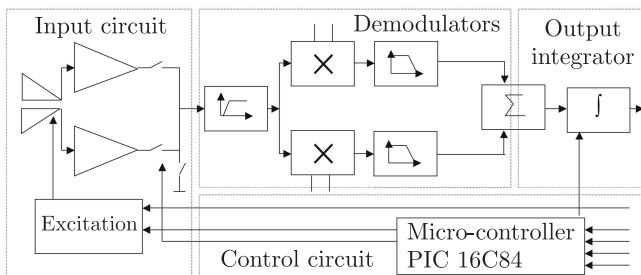 Input circuit
Demodulators
Output
integrator
×
×
Σ
∫
Excitation
Micro-controller
PIC 16C84
Control circuit